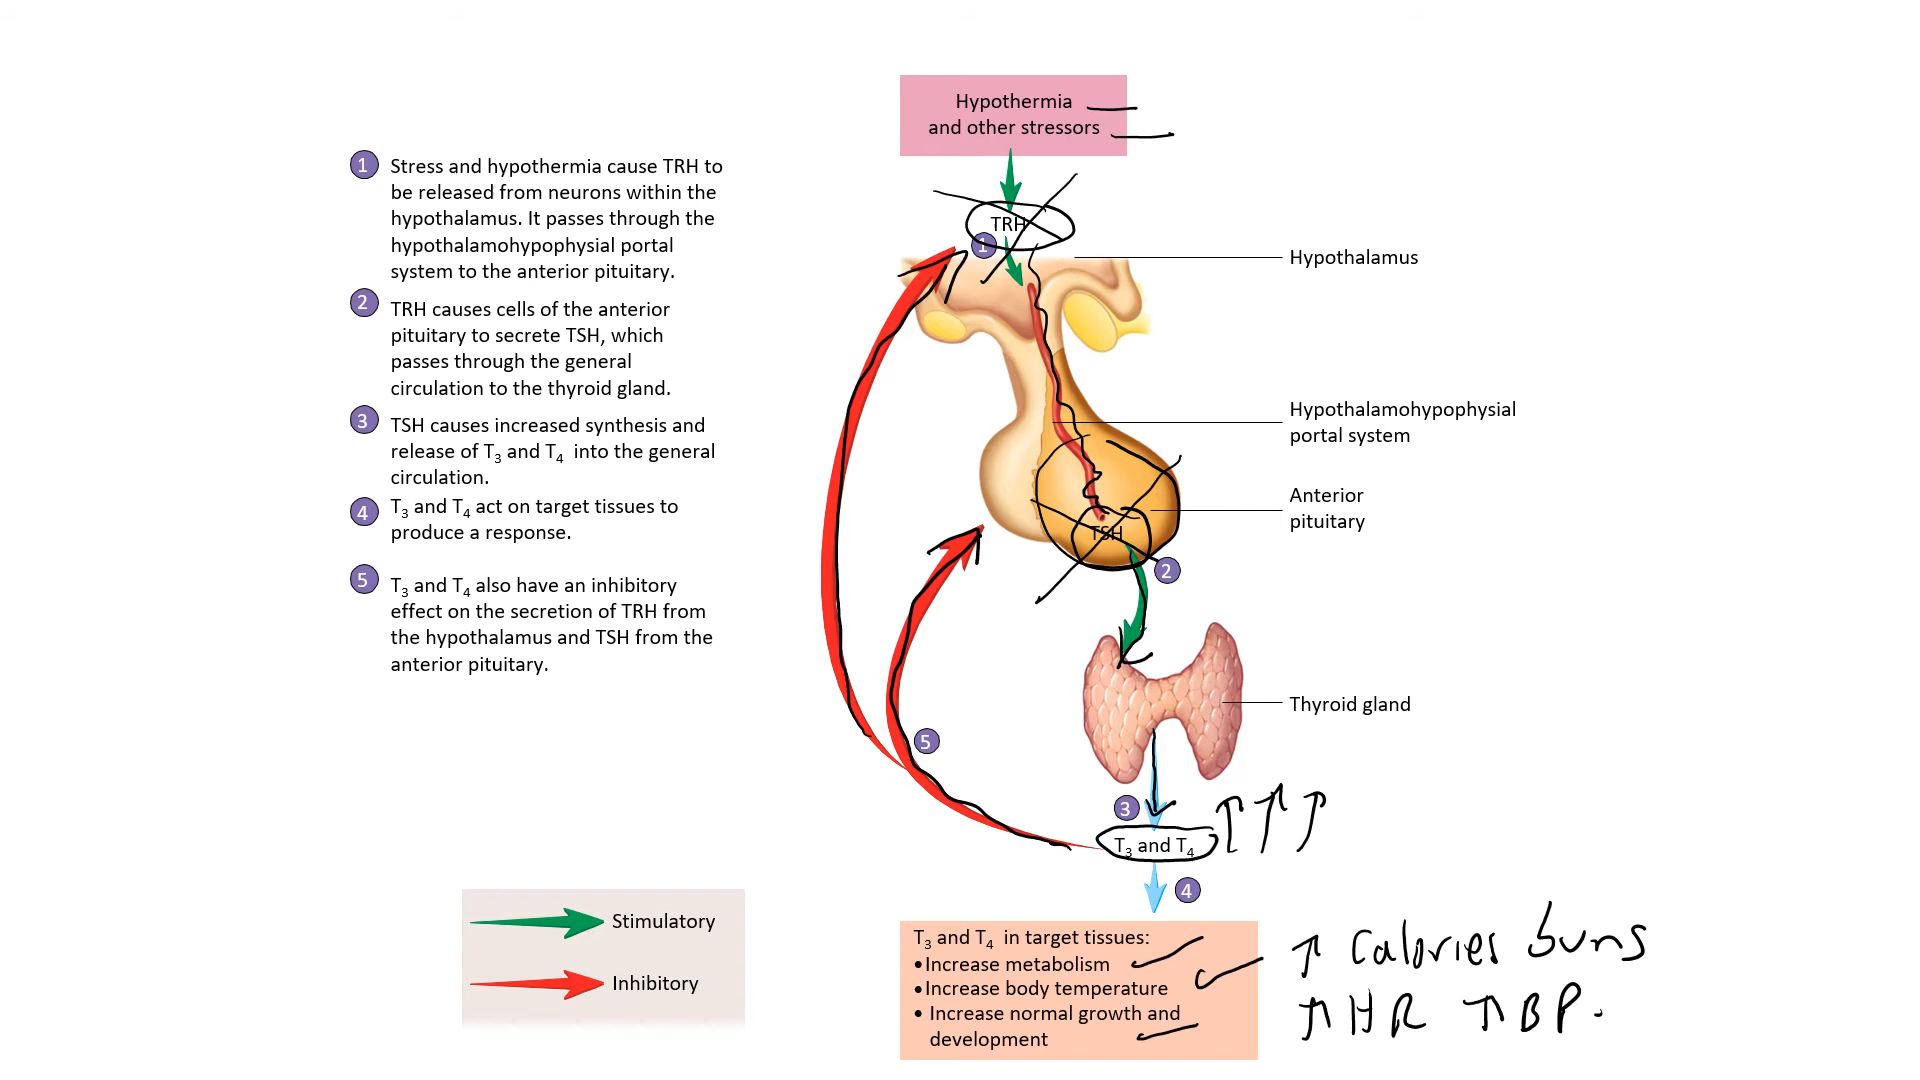 Hypothermia
and other stressors
1 Stress and hypothermia cause TRH to
be released from neurons within the
hypothalamus. It passes through the
hypothalamohypophysial portal
system to the anterior pituitary.
2 TRH causes cells of the anterior
pituitary to secrete TSH, which
passes through the general
circulation to the thyroid gland.
3 TSH causes increased synthesis and
release of T₃ and T₄ into the general
circulation.
4 T₃ and T₄ act on target tissues to
produce a response.
5 T₃ and T₄ also have an inhibitory
effect on the secretion of TRH from
the hypothalamus and TSH from the
anterior pituitary.
TRH
1
Hypothalamus
Hypothalamohypophysial
portal system
Anterior
pituitary
TSH
2
Thyroid gland
5
3
T₃ and T₄ ↑ ↑ ↑
4
T₃ and T₄ in target tissues:
• Increase metabolism
• Increase body temperature
• Increase normal growth and
development
↑ Calories burns
↑ HR ↑ BP.
Stimulatory
Inhibitory